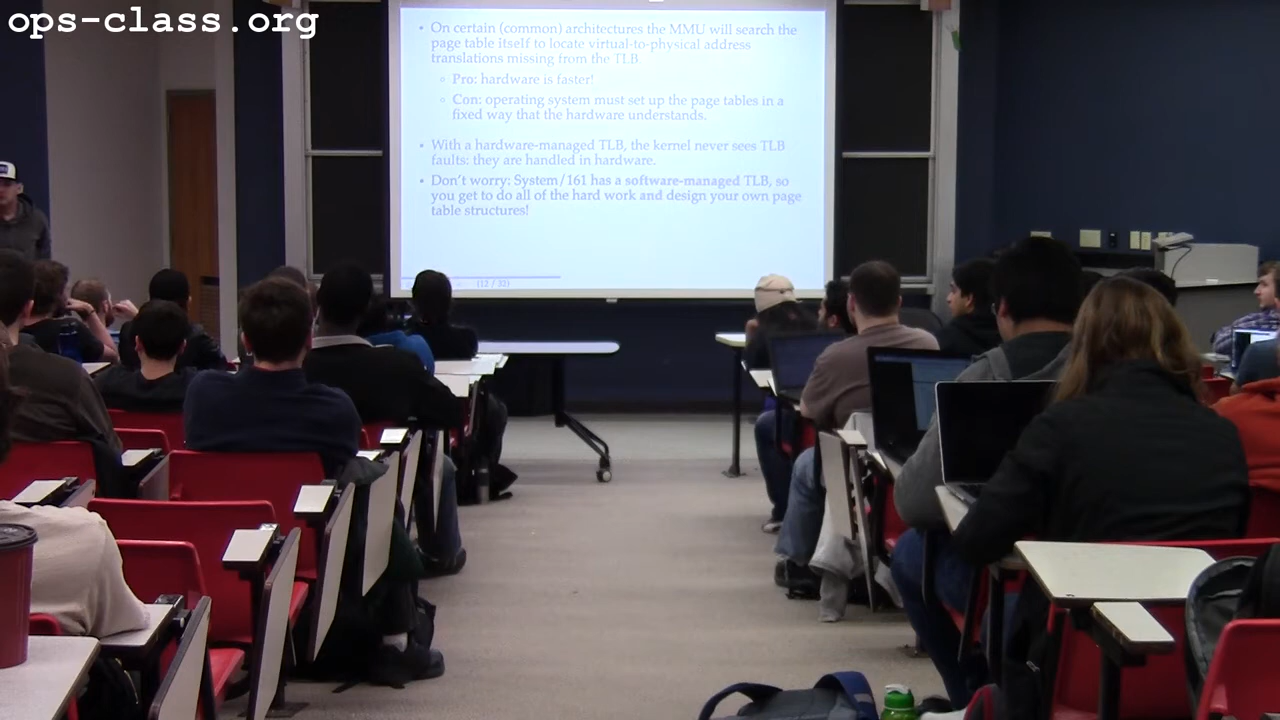 ops-class.org
• On certain (common) architectures the MMU will search the
page table itself to locate virtual-to-physical address
translations missing from the TLB.
◦ Pro: hardware is faster!
◦ Con: operating system must set up the page tables in a
fixed way that the hardware understands.
• With a hardware-managed TLB, the kernel never sees TLB
faults: they are handled in hardware.
• Don't worry: System/161 has a software-managed TLB, so
you get to do all of the hard work and design your own page
table structures!
(12 / 33)